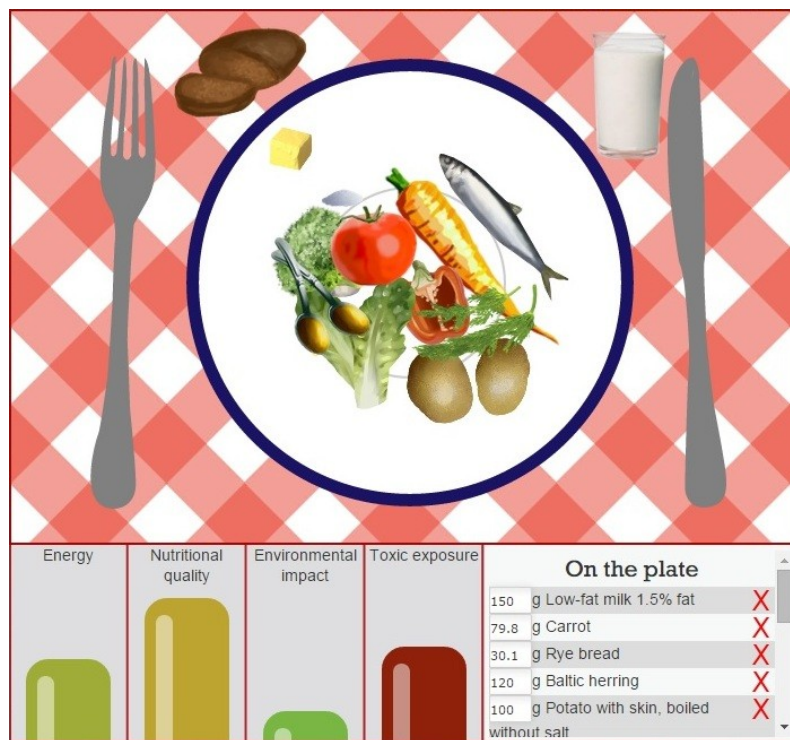 Energy
Nutritional
quality
Environmental
impact
Toxic exposure
On the plate
150 g Low-fat milk 1.5% fat X
79.8 g Carrot X
30.1 g Rye bread X
120 g Baltic herring X
100 g Potato with skin, boiled X
without salt